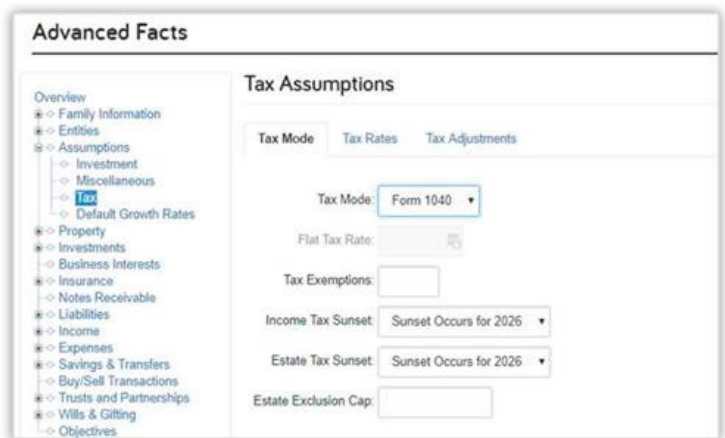 Advanced Facts
Overview
Family Information
Entities
Assumptions
Investment
Miscellaneous
Tax
Default Growth Rates
Property
Investments
Business Interests
Insurance
Notes Receivable
Liabilities
Income
Expenses
Savings & Transfers
Buy/Sell Transactions
Trusts and Partnerships
Wills & Gifting
Objectives
Tax Assumptions
Tax Mode Tax Rates Tax Adjustments
Tax Mode: Form 1040
Flat Tax Rate:
Tax Exemptions:
Income Tax Sunset: Sunset Occurs for 2026
Estate Tax Sunset: Sunset Occurs for 2026
Estate Exclusion Cap: